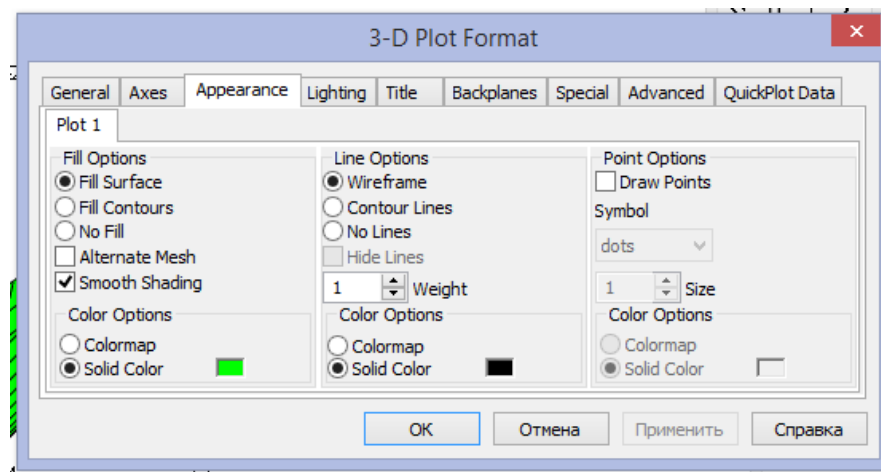 3-D Plot Format
General Axes Appearance Lighting Title Backplanes Special Advanced QuickPlot Data
Plot 1
Fill Options
Fill Surface
Fill Contours
No Fill
Alternate Mesh
Smooth Shading
Color Options
Colormap
Solid Color
Line Options
Wireframe
Contour Lines
No Lines
Hide Lines
1 Weight
Color Options
Colormap
Solid Color
Point Options
Draw Points
Symbol
dots
1 Size
Color Options
Colormap
Solid Color
OK Отмена Применить Справка